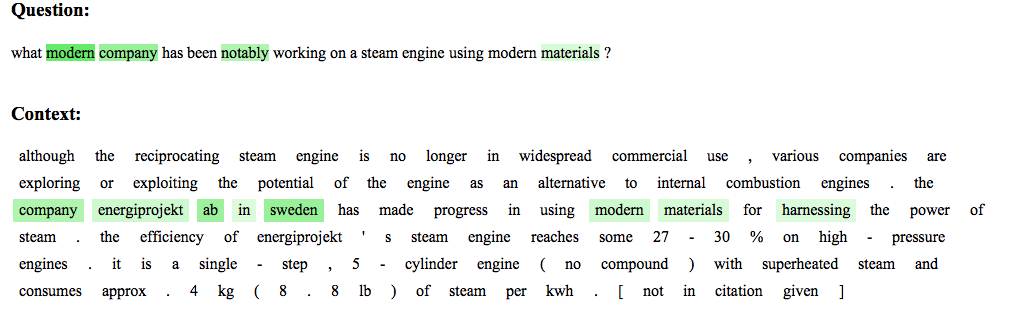 Question:
what modern company has been notably working on a steam engine using modern materials ?
Context:
although the reciprocating steam engine is no longer in widespread commercial use , various companies are
exploring or exploiting the potential of the engine as an alternative to internal combustion engines . the
company energiprojekt ab in sweden has made progress in using modern materials for harnessing the power of
steam . the efficiency of energiprojekt ' s steam engine reaches some 27 - 30 % on high - pressure
engines . it is a single - step , 5 - cylinder engine ( no compound ) with superheated steam and
consumes approx . 4 kg ( 8 . 8 lb ) of steam per kwh . [ not in citation given ]